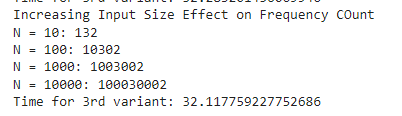 Increasing Input Size Effect on Frequency COunt
N = 10: 132
N = 100: 10302
N = 1000: 1003002
N = 10000: 100030002
Time for 3rd variant: 32.117759227752686